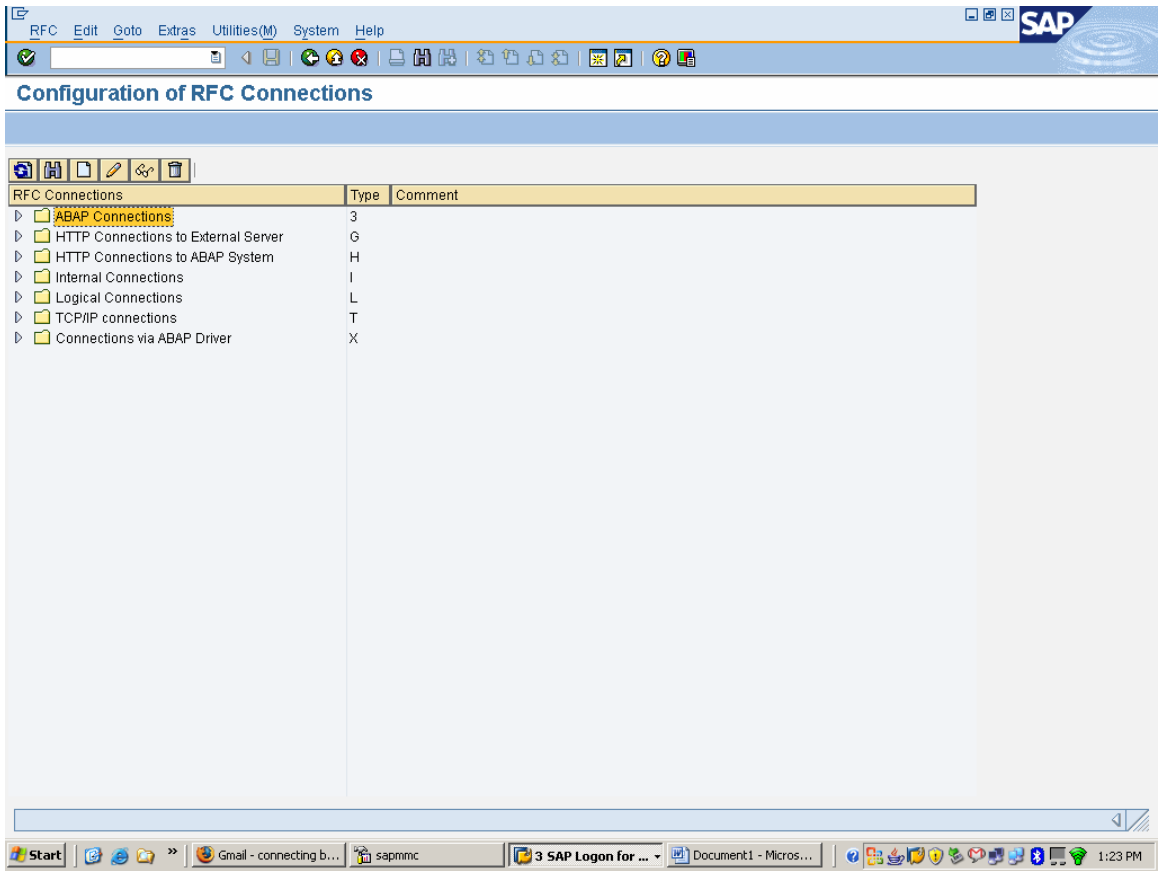 RFC Edit Goto Extras Utilities(M) System Help
SAP
Configuration of RFC Connections
RFC Connections Type Comment
ABAP Connections 3
HTTP Connections to External Server G
HTTP Connections to ABAP System H
Internal Connections I
Logical Connections L
TCP/IP connections T
Connections via ABAP Driver X
Start » Gmail - connecting b... sapmmc 3 SAP Logon for ... Document1 - Micros... 1:23 PM